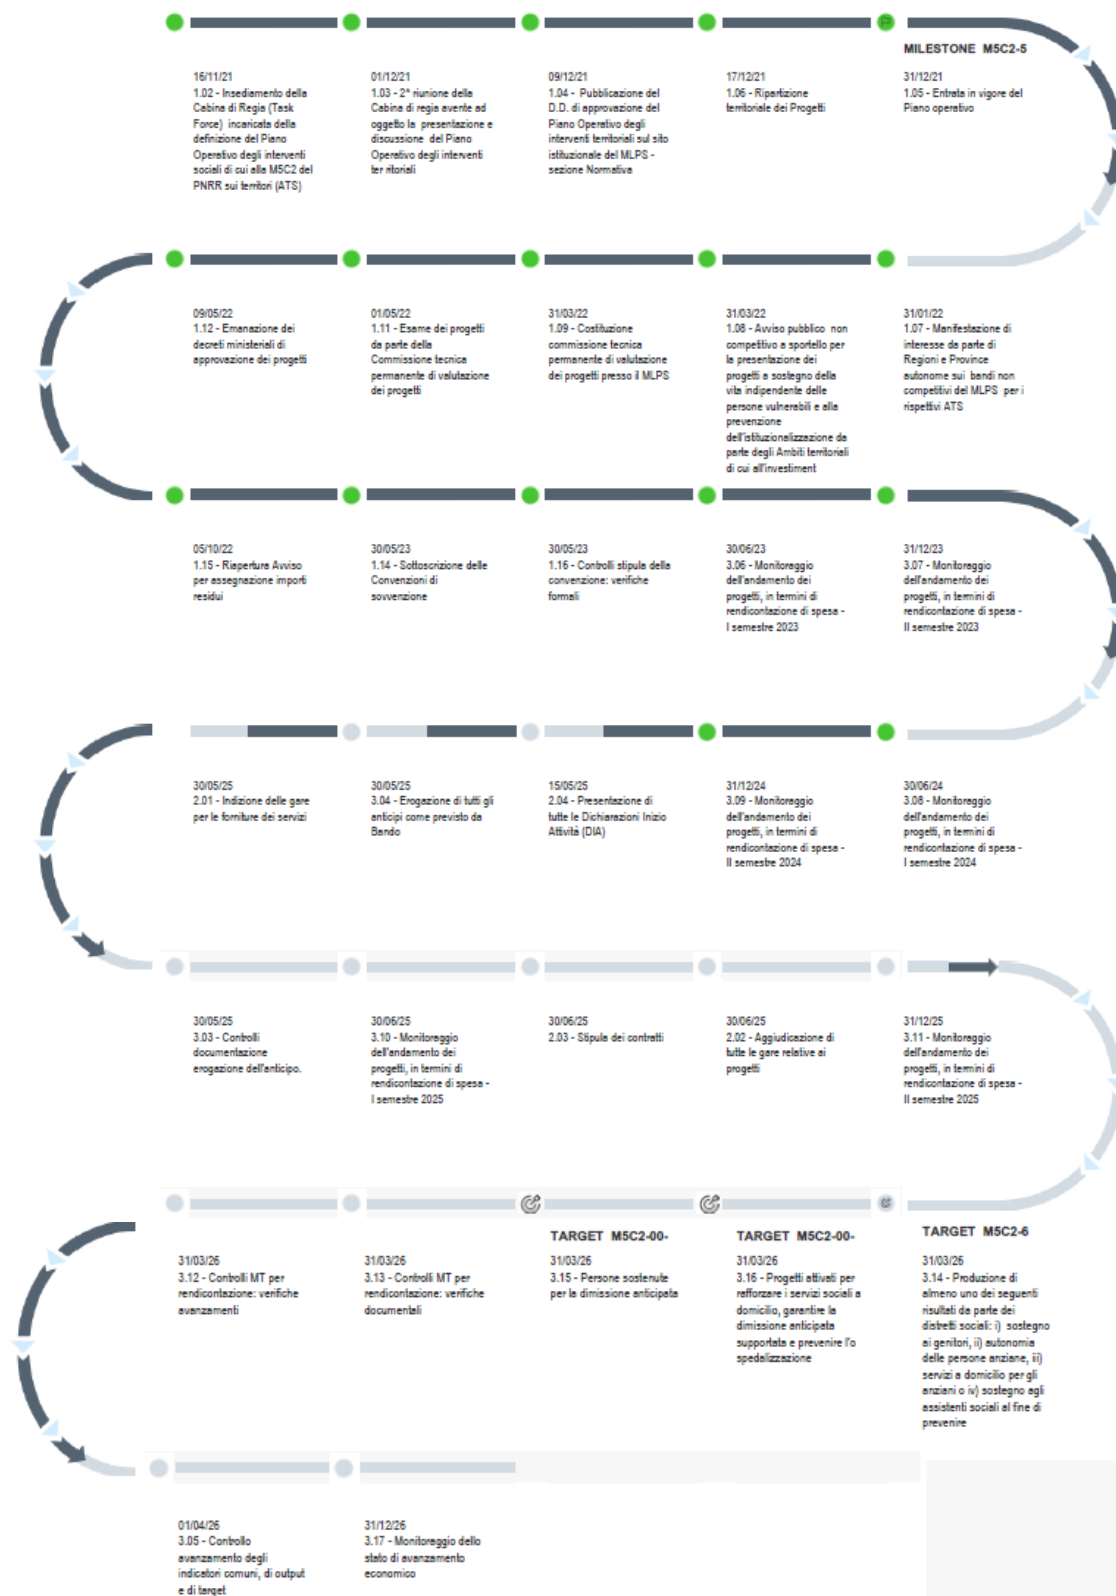 MILESTONE M5C2-5
16/11/21
1.02 - Insediamento della
Cabina di Regia (Task
Force) incaricata della
definizione del Piano
Operativo degli interventi
sociali di cui alla M5C2 del
PNRR sui territori (ATS)
01/12/21
1.03 - 2^ riunione della
Cabina di regia avente ad
oggetto la presentazione e
discussione del Piano
Operativo degli interventi
ter ritoriali
09/12/21
1.04 - Pubblicazione del
D.D. di approvazione del
Piano Operativo degli
interventi territoriali sul sito
istituzionale del MLPS -
sezione Normativa
17/12/21
1.06 - Ripartizione
territoriale dei Progetti
31/12/21
1.05 - Entrata in vigore del
Piano operativo
09/05/22
1.12 - Emanazione dei
decreti ministeriali di
approvazione dei progetti
01/05/22
1.11 - Esame dei progetti
da parte della
Commissione tecnica
permanente di valutazione
dei progetti
31/03/22
1.09 - Costituzione
commissione tecnica
permanente di valutazione
dei progetti presso il MLPS
31/03/22
1.08 - Avviso pubblico non
competitivo a sportello per
la presentazione dei
progetti a sostegno della
vita indipendente delle
persone vulnerabili e alla
prevenzione
dell'istituzionalizzazione da
parte degli Ambiti territoriali
di cui all'investiment
31/01/22
1.07 - Manifestazione di
interesse da parte di
Regioni e Province
autonome sui bandi non
competitivi del MLPS per i
rispettivi ATS
05/10/22
1.15 - Riapertura Avviso
per assegnazione importi
residui
30/05/23
1.14 - Sottoscrizione delle
Convenzioni di
sovvenzione
30/05/23
1.16 - Controlli stipula della
convenzione: verifiche
formali
30/06/23
3.06 - Monitoraggio
dell'andamento dei
progetti, in termini di
rendicontazione di spesa -
I semestre 2023
31/12/23
3.07 - Monitoraggio
dell'andamento dei
progetti, in termini di
rendicontazione di spesa -
II semestre 2023
30/05/25
2.01 - Indizione delle gare
per le forniture dei servizi
30/05/25
3.04 - Erogazione di tutti gli
anticipi come previsto da
Bando
15/05/25
2.04 - Presentazione di
tutte le Dichiarazioni Inizio
Attività (DIA)
31/12/24
3.09 - Monitoraggio
dell'andamento dei
progetti, in termini di
rendicontazione di spesa -
II semestre 2024
30/06/24
3.08 - Monitoraggio
dell'andamento dei
progetti, in termini di
rendicontazione di spesa -
I semestre 2024
30/05/25
3.03 - Controlli
documentazione
erogazione dell'anticipo.
30/06/25
3.10 - Monitoraggio
dell'andamento dei
progetti, in termini di
rendicontazione di spesa -
I semestre 2025
30/06/25
2.03 - Stipula dei contratti
30/06/25
2.02 - Aggiudicazione di
tutte le gare relative ai
progetti
31/12/25
3.11 - Monitoraggio
dell'andamento dei
progetti, in termini di
rendicontazione di spesa -
II semestre 2025
31/03/26
3.12 - Controlli MT per
rendicontazione: verifiche
avanzamenti
31/03/26
3.13 - Controlli MT per
rendicontazione: verifiche
documentali
TARGET M5C2-00-
31/03/26
3.15 - Persone sostenute
per la dimissione anticipata
TARGET M5C2-00-
31/03/26
3.16 - Progetti attivati per
rafforzare i servizi sociali a
domicilio, garantire la
dimissione anticipata
supportata e prevenire l'o
spedalizzazione
TARGET M5C2-6
31/03/26
3.14 - Produzione di
almeno uno dei seguenti
risultati da parte dei
distretti sociali: i) sostegno
ai genitori, ii) autonomia
delle persone anziane, iii)
servizi a domicilio per gli
anziani o iv) sostegno agli
assistenti sociali al fine di
prevenire
01/04/26
3.05 - Controllo
avanzamento degli
indicatori comuni, di output
e di target
31/12/26
3.17 - Monitoraggio dello
stato di avanzamento
economico